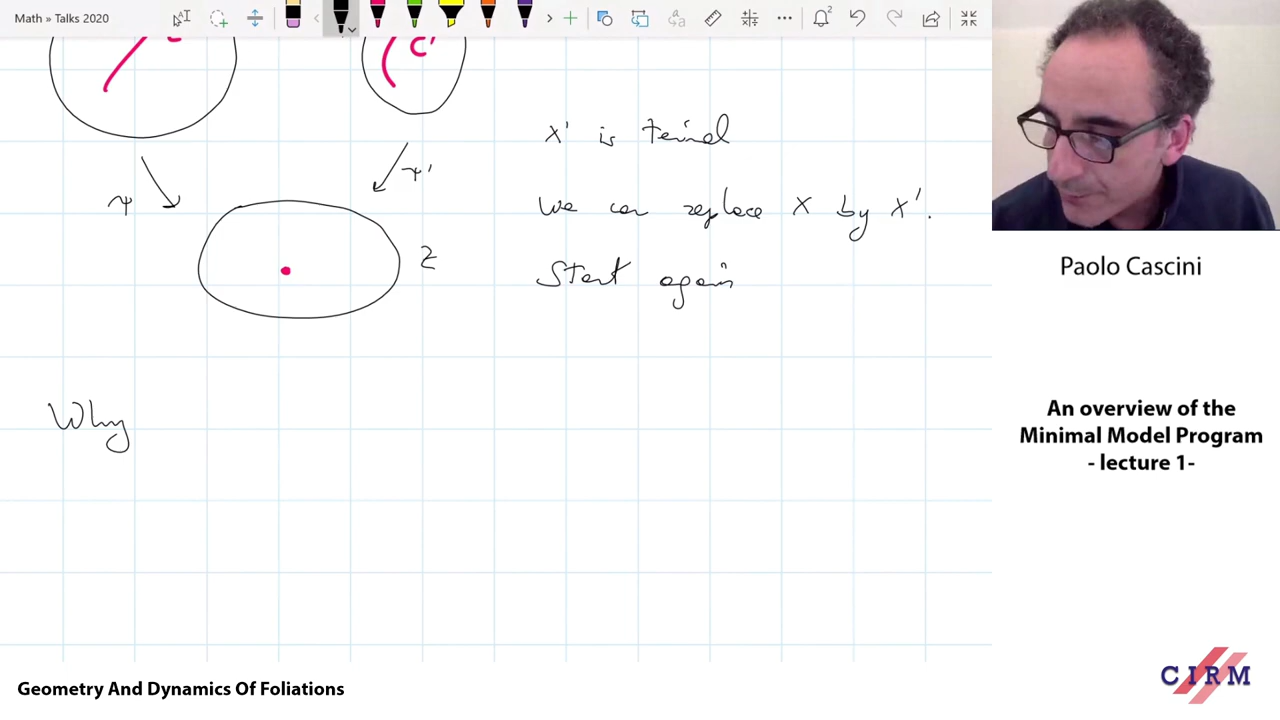 Math » Talks 2020
C
C'
X' is terminal
ψ
ψ'
We can replace X by X'.
Z
Start again
Why
Paolo Cascini
An overview of the
Minimal Model Program
- lecture 1-
Geometry And Dynamics Of Foliations
CIRM